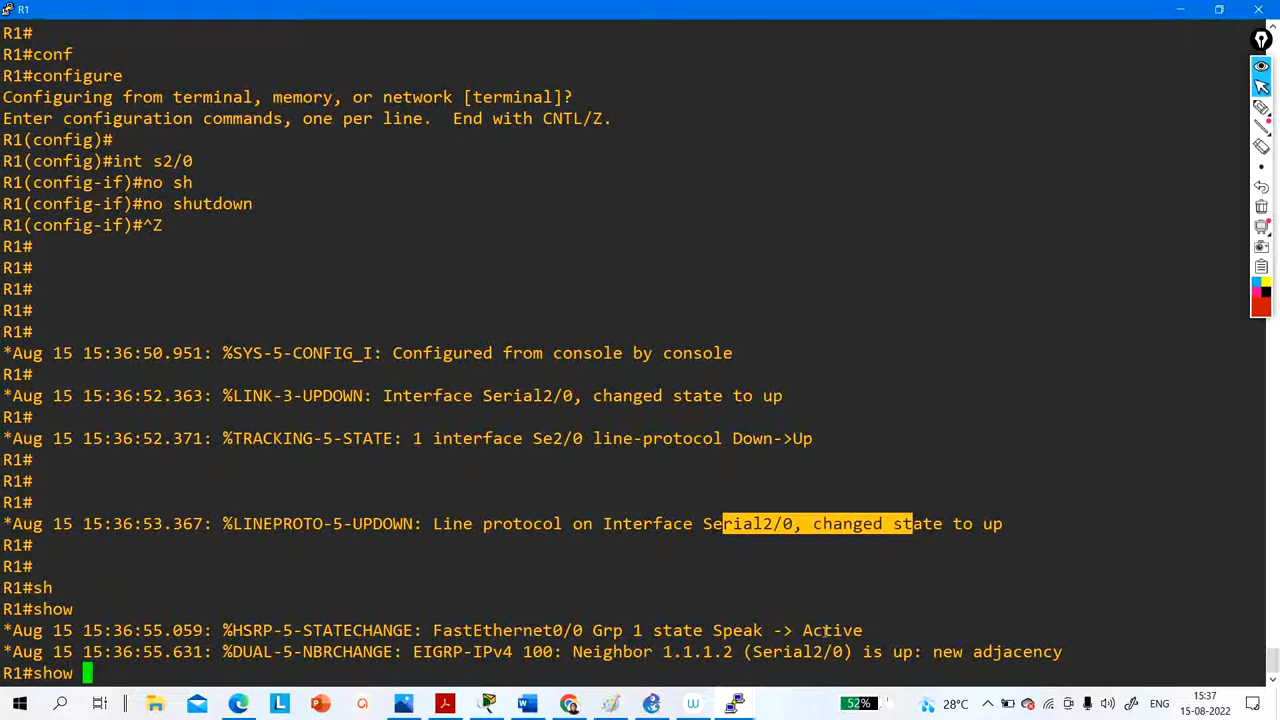 R1
R1#
R1#conf
R1#configure
Configuring from terminal, memory, or network [terminal]?
Enter configuration commands, one per line.  End with CNTL/Z.
R1(config)#
R1(config)#int s2/0
R1(config-if)#no sh
R1(config-if)#no shutdown
R1(config-if)#^Z
R1#
R1#
R1#
R1#
R1#
*Aug 15 15:36:50.951: %SYS-5-CONFIG_I: Configured from console by console
R1#
*Aug 15 15:36:52.363: %LINK-3-UPDOWN: Interface Serial2/0, changed state to up
R1#
*Aug 15 15:36:52.371: %TRACKING-5-STATE: 1 interface Se2/0 line-protocol Down->Up
R1#
R1#
R1#
*Aug 15 15:36:53.367: %LINEPROTO-5-UPDOWN: Line protocol on Interface Serial2/0, changed state to up
R1#
R1#
R1#sh
R1#show
*Aug 15 15:36:55.059: %HSRP-5-STATECHANGE: FastEthernet0/0 Grp 1 state Speak -> Active
*Aug 15 15:36:55.631: %DUAL-5-NBRCHANGE: EIGRP-IPv4 100: Neighbor 1.1.1.2 (Serial2/0) is up: new adjacency
R1#show
52%
28°C
ENG
15:37
15-08-2022